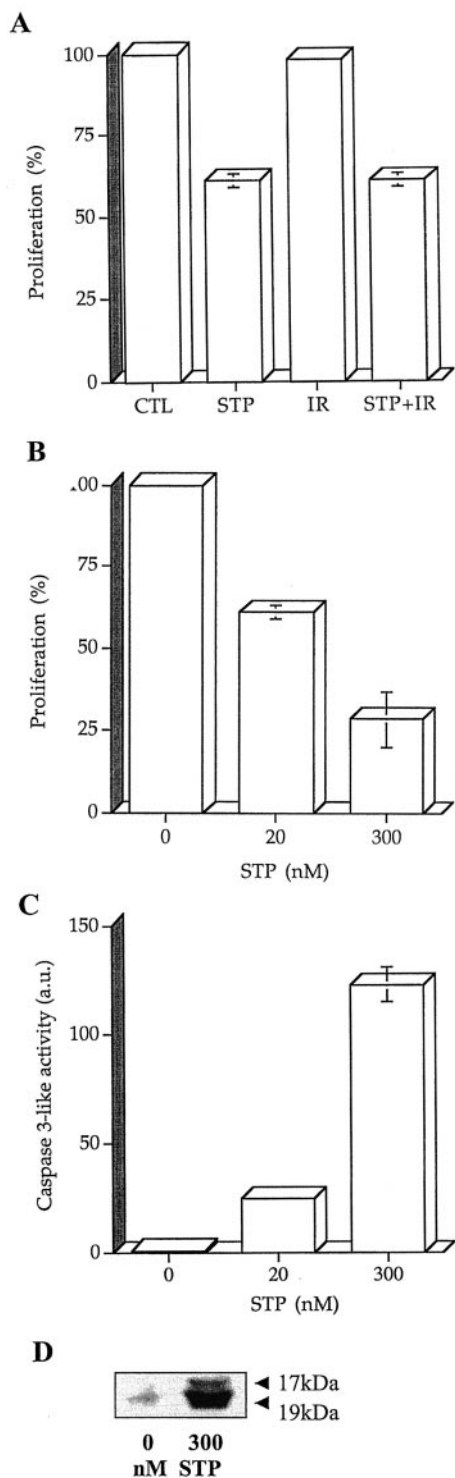 A
100
75
50
25
0
Proliferation (%)
CTL STP IR STP+IR
B
.00
75
50
25
0
Proliferation (%)
0 20 300
STP (nM)
C
150
100
50
0
Caspase 3-like activity (a.u.)
0 20 300
STP (nM)
D
17kDa
19kDa
0 300
nM STP